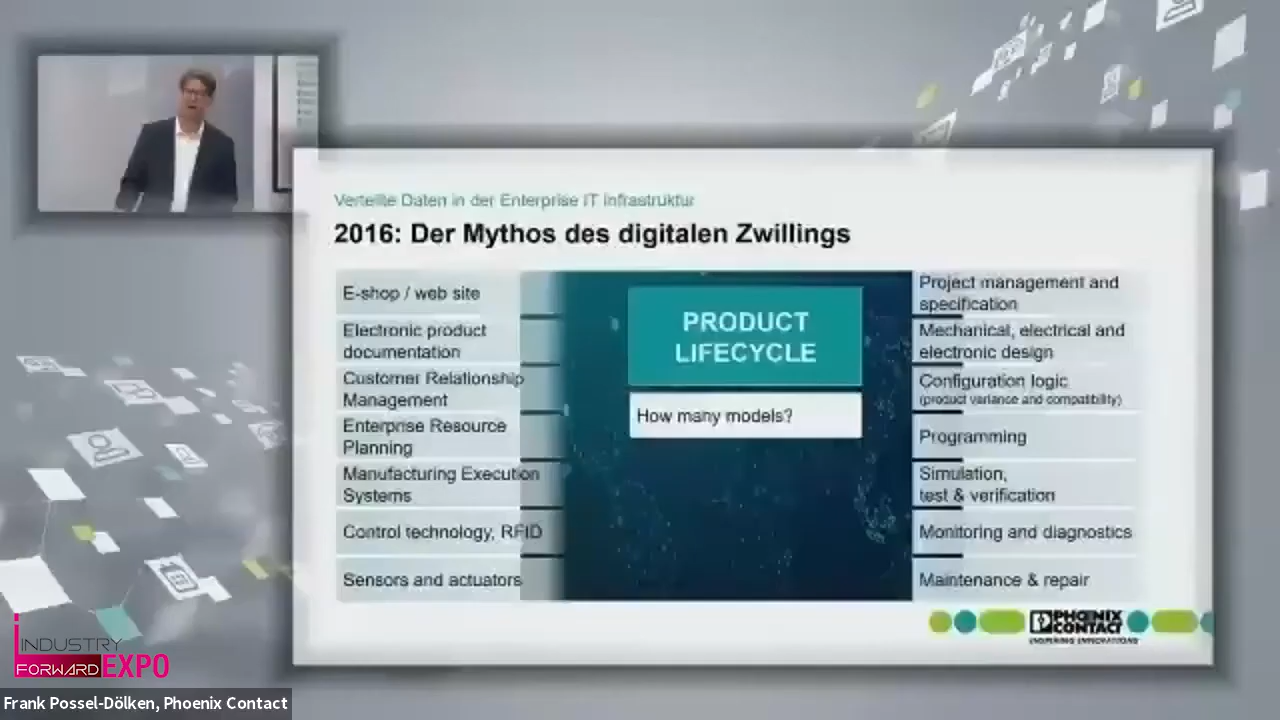 Verteilte Daten in der Enterprise IT Infrastruktur
2016: Der Mythos des digitalen Zwillings
E-shop / web site
Electronic product
documentation
Customer Relationship
Management
Enterprise Resource
Planning
Manufacturing Execution
Systems
Control technology, RFID
Sensors and actuators
PRODUCT
LIFECYCLE
How many models?
Project management and
specification
Mechanical, electrical and
electronic design
Configuration logic
(product variance and compatibility)
Programming
Simulation,
test & verification
Monitoring and diagnostics
Maintenance & repair
PHOENIX
CONTACT
INSPIRING INNOVATIONS
INDUSTRY
FORWARD EXPO
Frank Possel-Dölken, Phoenix Contact